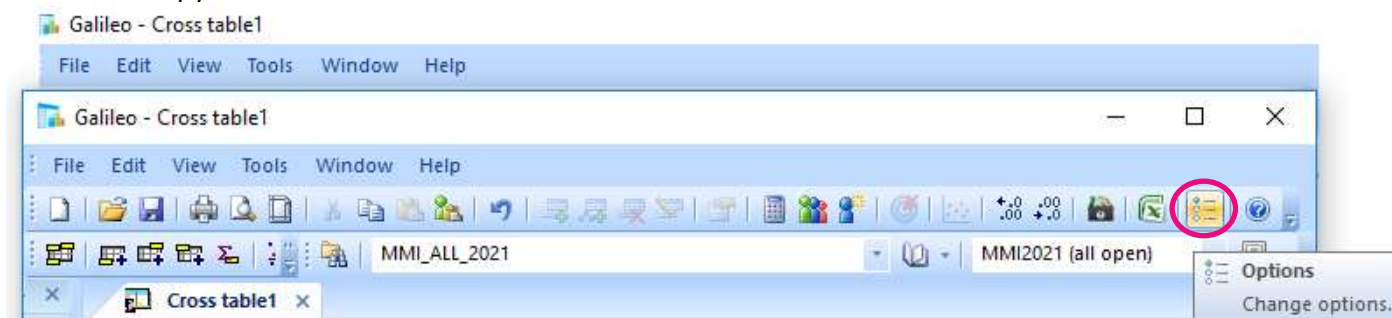 Galileo - Cross table1
File Edit View Tools Window Help
Galileo - Cross table1
File Edit View Tools Window Help
MMI_ALL_2021 MMI2021 (all open)
Cross table1
Options
Change options.